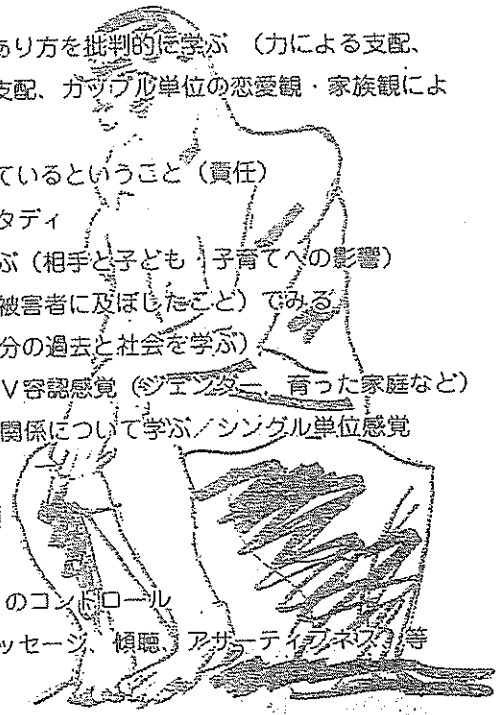 あり方を批判的に学ぶ （力による支配、
支配、カップル単位の恋愛観・家族観によ
ているということ（責任）
タディ
ぶ（相手と子ども 子育てへの影響）
被害者に及ぼしたこと）でみる
分の過去と社会を学ぶ）
V容認感覚（ジェンダー、育った家庭など）
関係について学ぶ／シングル単位感覚
のコントロール
ッセージ、傾聴、アサーティブネス 等